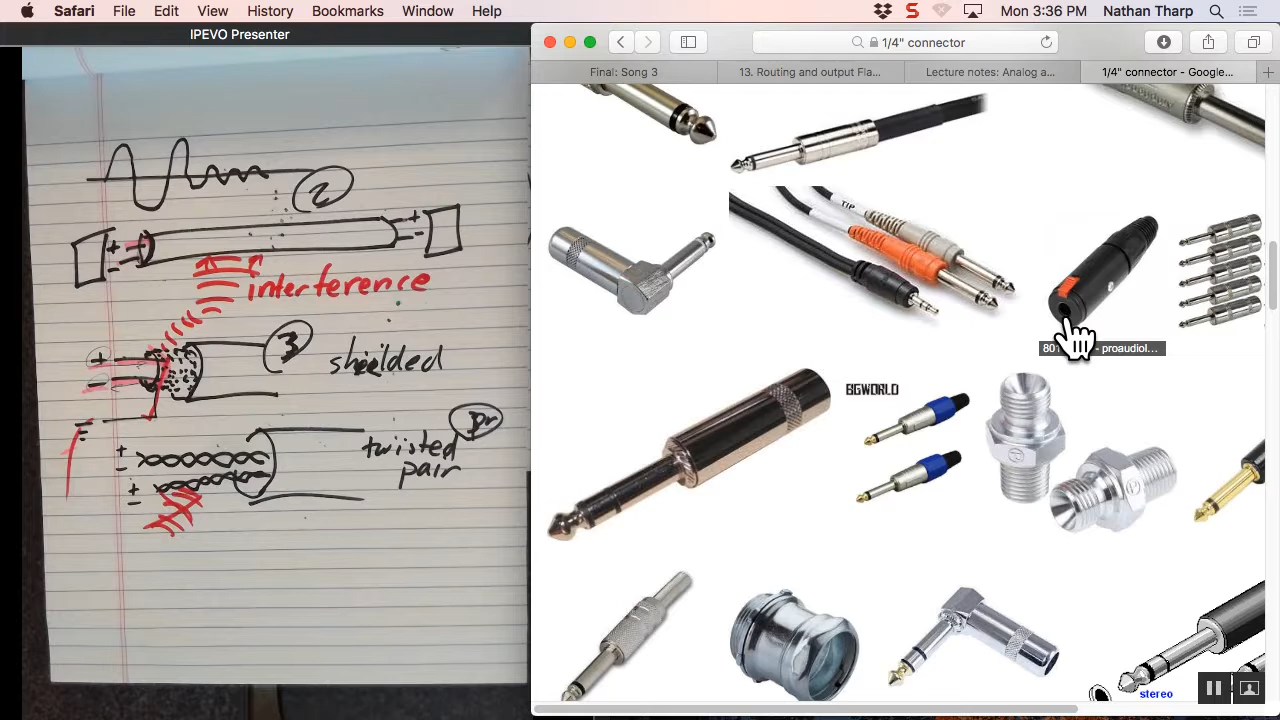 Safari File Edit View History Bookmarks Window Help
Mon 3:36 PM Nathan Tharp
IPEVO Presenter
1/4" connector
Final: Song 3
13. Routing and output Fla...
Lecture notes: Analog a...
1/4" connector - Google...
2
+ -
+ -
interference
3
shielded
+
-
twisted
pair
+
-
+
-
TIP
proaudiol...
BGWORLD
stereo